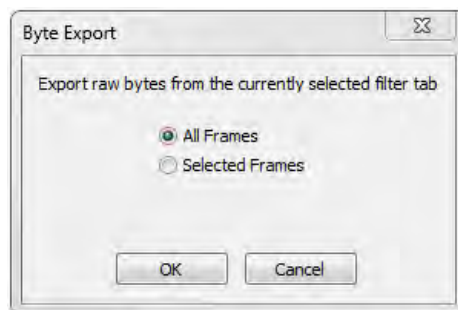 Byte Export
Export raw bytes from the currently selected filter tab
All Frames
Selected Frames
OK Cancel